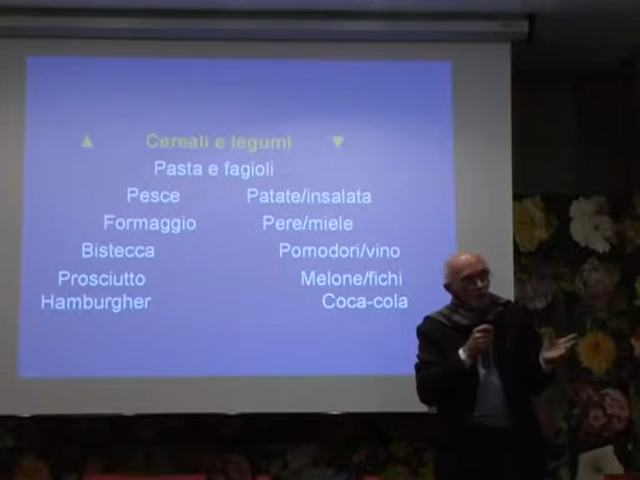 ▲ Cereali e legumi ▼
Pasta e fagioli
Pesce Patate/insalata
Formaggio Pere/miele
Bistecca Pomodori/vino
Prosciutto Melone/fichi
Hamburgher Coca-cola